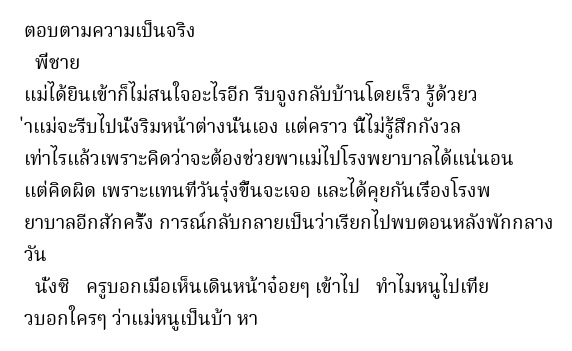 ตอบตามความเป็นจริง
พี่ชาย
แม่ได้ยินเข้าก็ไม่สนใจอะไรอีก รีบจูงกลับบ้านโดยเร็ว รู้ด้วยว
่าแม่จะรีบไปนั่งริมหน้าต่างนั่นเอง แต่คราว นี้ไม่รู้สึกกังวล
เท่าไรแล้วเพราะคิดว่าจะต้องช่วยพาแม่ไปโรงพยาบาลได้แน่นอน
แต่คิดผิด เพราะแทนที่วันรุ่งขึ้นจะเจอ และได้คุยกันเรื่องโรงพ
ยาบาลอีกสักครั้ง การณ์กลับกลายเป็นว่าเรียกไปพบตอนหลังพักกลาง
วัน
นั่งซิ   ครูบอกเมื่อเห็นเดินหน้าจ๋อยๆ เข้าไป   ทำไมหนูไปเที่ย
วบอกใครๆ ว่าแม่หนูเป็นบ้า หา